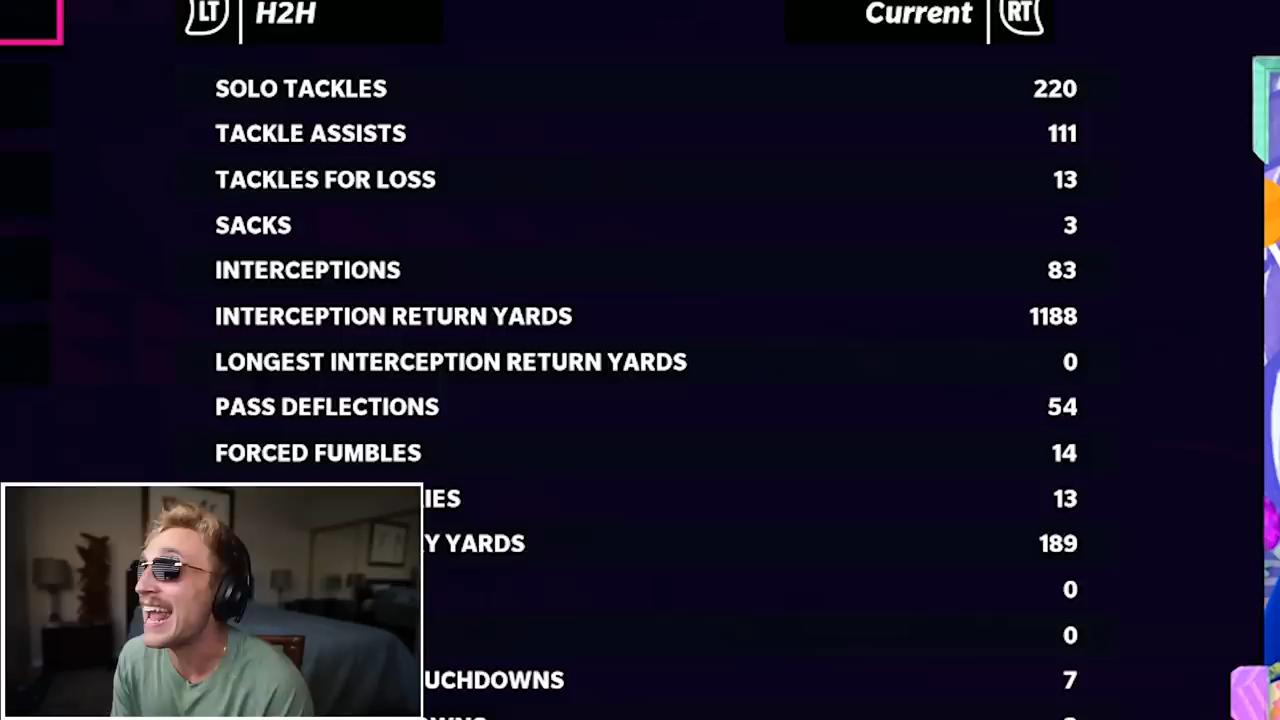 LT H2H Current RT
SOLO TACKLES 220
TACKLE ASSISTS 111
TACKLES FOR LOSS 13
SACKS 3
INTERCEPTIONS 83
INTERCEPTION RETURN YARDS 1188
LONGEST INTERCEPTION RETURN YARDS 0
PASS DEFLECTIONS 54
FORCED FUMBLES 14
IES 13
Y YARDS 189
0
0
UCHDOWNS 7